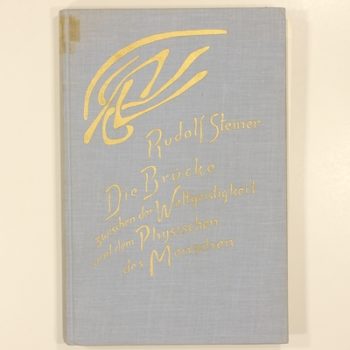 Rudolf Steiner
Die Brücke
zwischen der Weltgeistigkeit
und dem Physischen
des Menschen